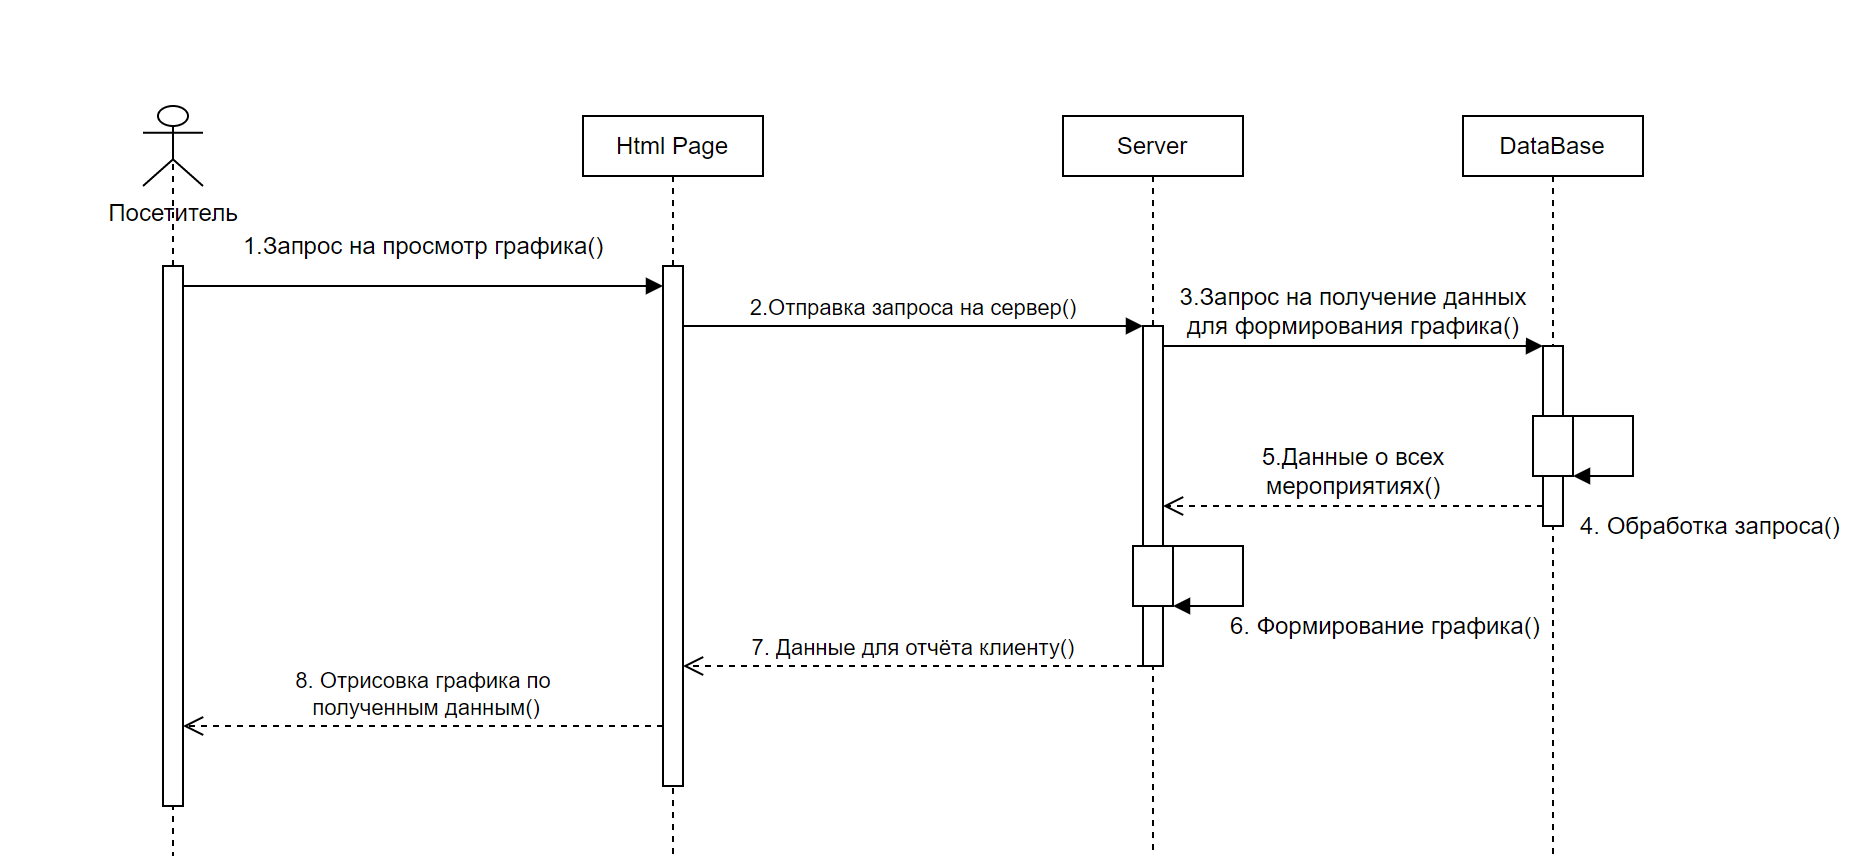 Html Page
Server
DataBase
Посетитель
1.Запрос на просмотр графика()
2.Отправка запроса на сервер()
3.Запрос на получение данных
для формирования графика()
4. Обработка запроса()
5.Данные о всех
мероприятиях()
6. Формирование графика()
7. Данные для отчёта клиенту()
8. Отрисовка графика по
полученным данным()